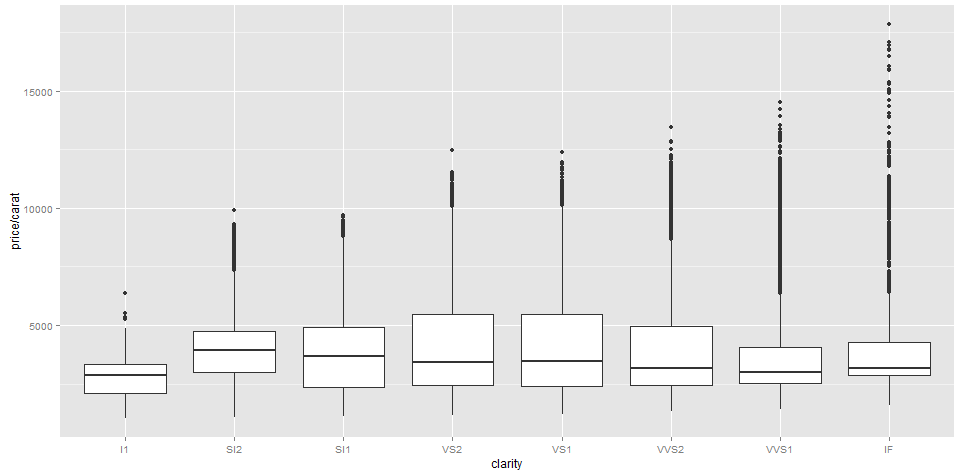 15000
10000
5000
price/carat
I1 SI2 SI1 VS2 VS1 VVS2 VVS1 IF
clarity